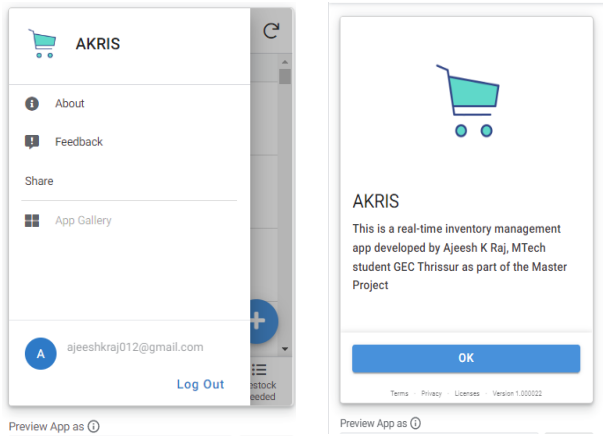 AKRIS
About
Feedback
Share
App Gallery
A
ajeeshkraj012@gmail.com
Log Out
Preview App as
AKRIS
This is a real-time inventory management
app developed by Ajeesh K Raj, MTech
student GEC Thrissur as part of the Master
Project
OK
Terms · Privacy · Licenses · Version 1.000022
Preview App as